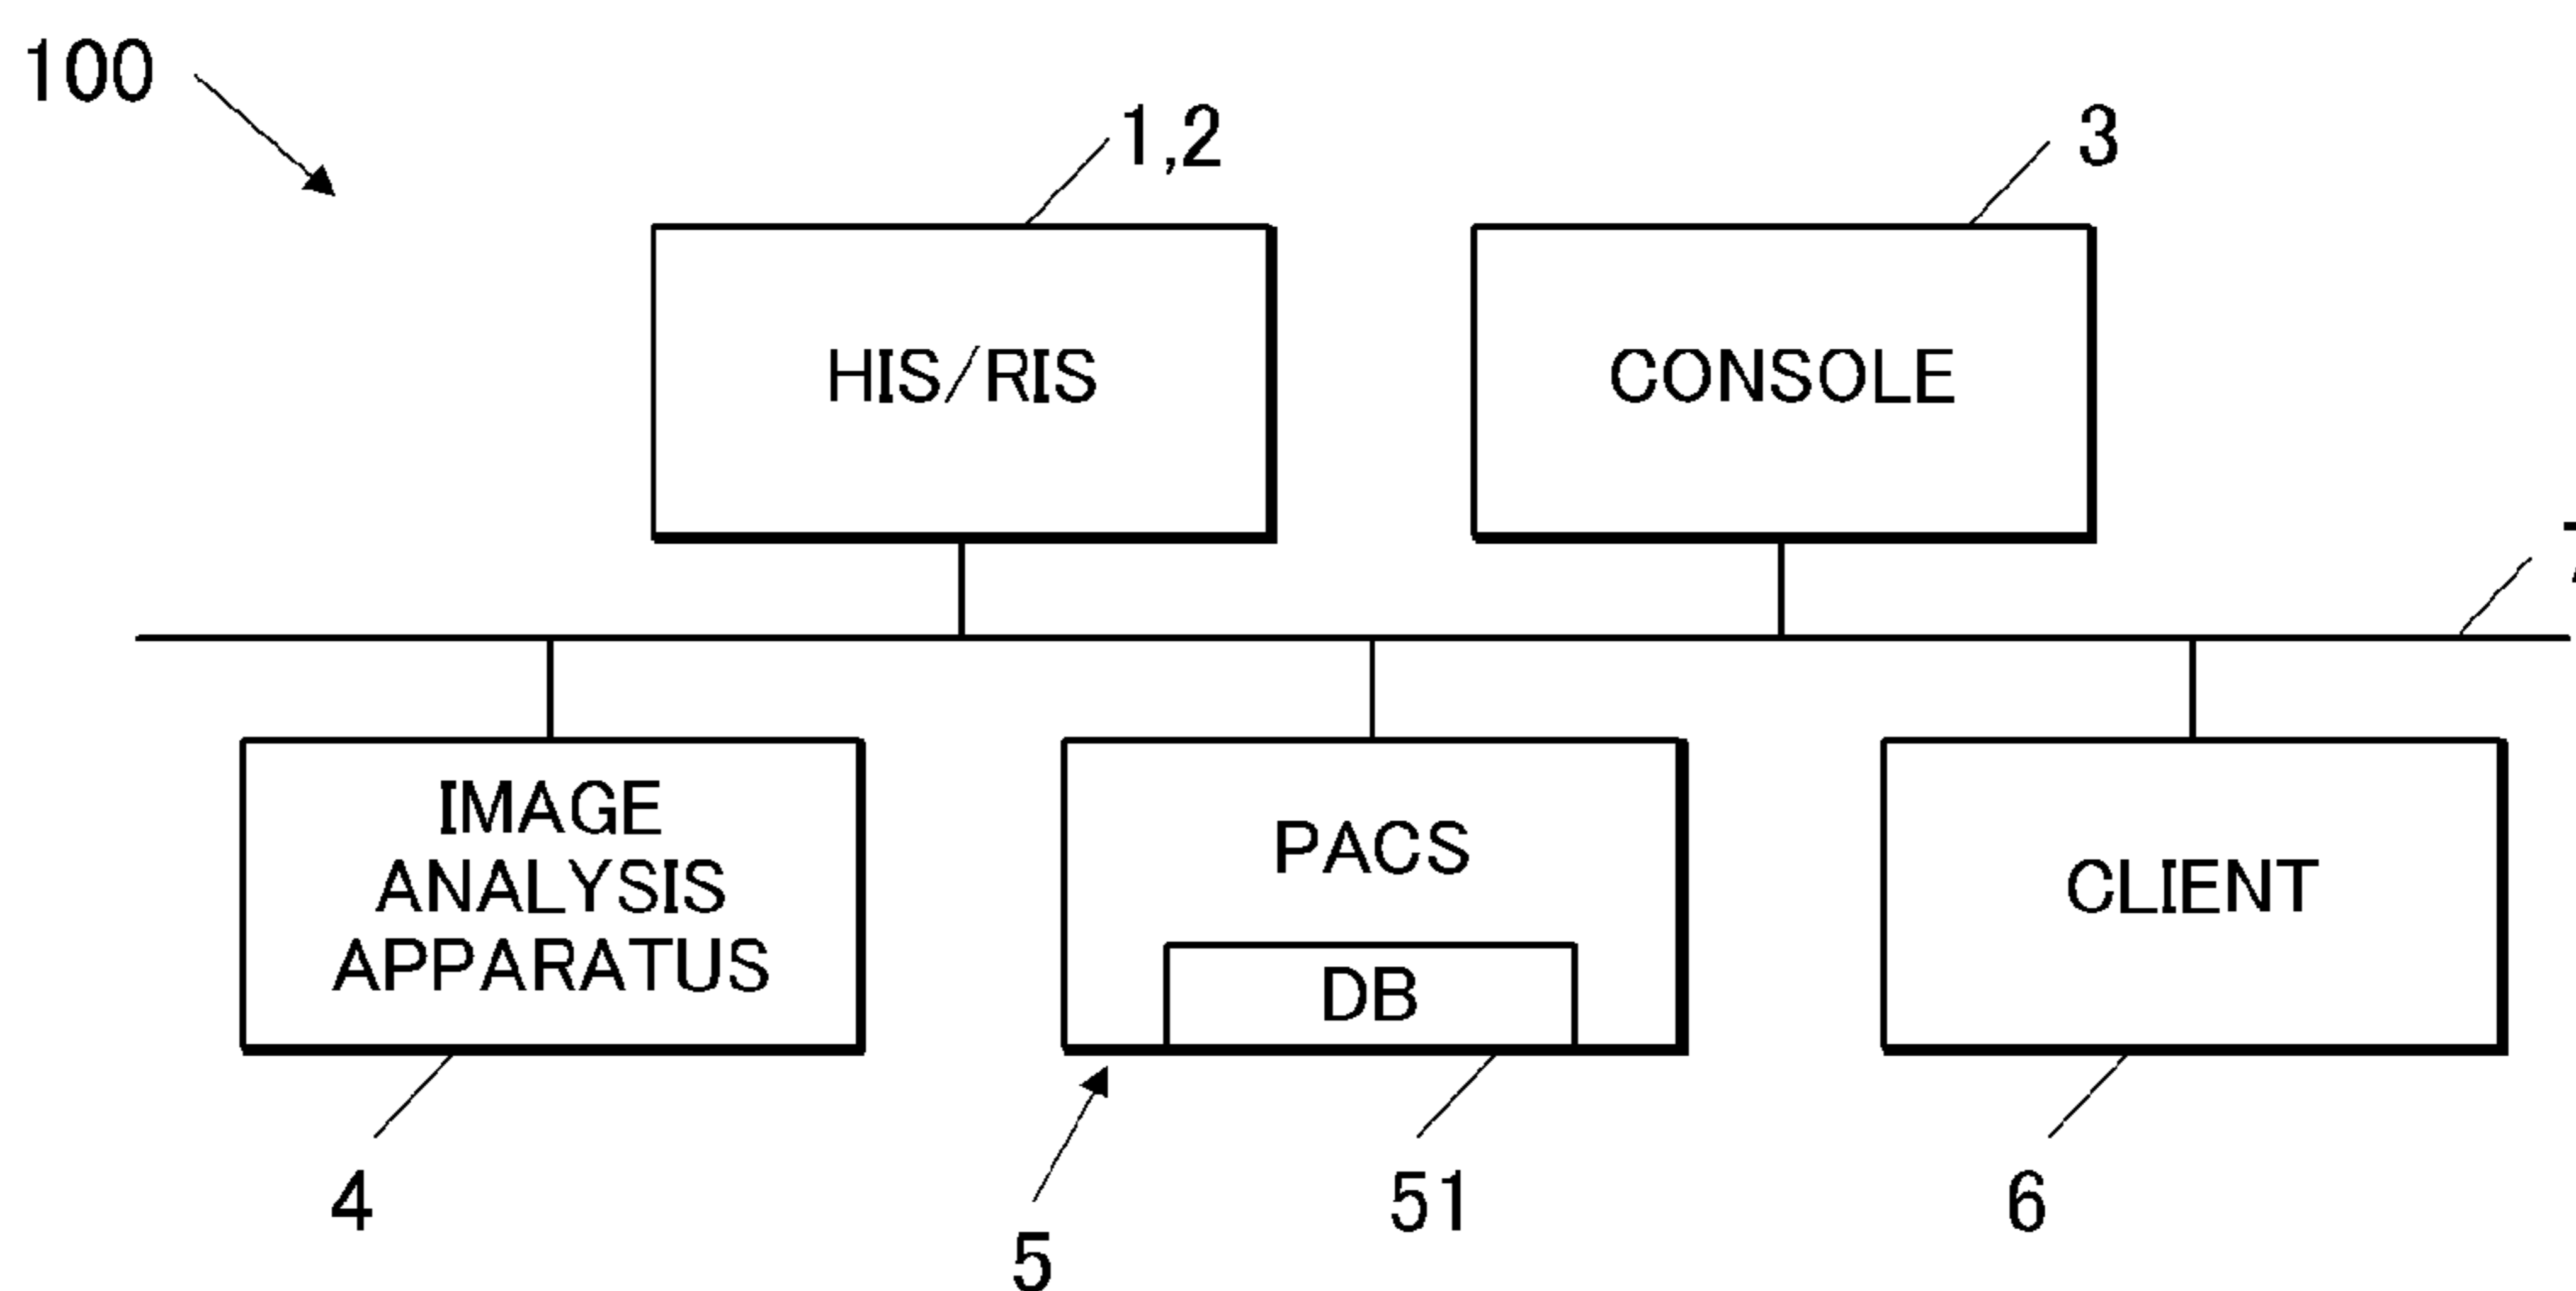 100
1,2
3
HIS/RIS
CONSOLE
IMAGE
ANALYSIS
APPARATUS
PACS
DB
CLIENT
4
5
51
6